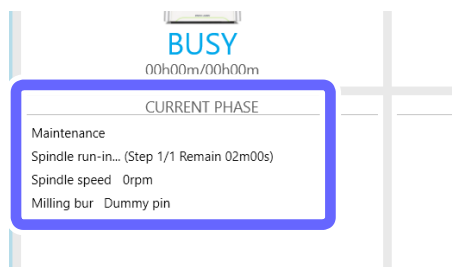 BUSY
00h00m/00h00m
CURRENT PHASE
Maintenance
Spindle run-in... (Step 1/1 Remain 02m00s)
Spindle speed 0rpm
Milling bur Dummy pin